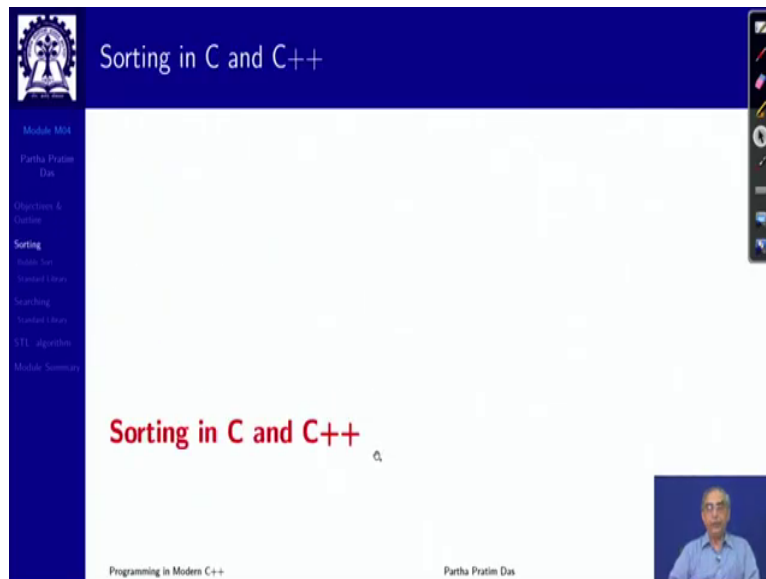 Sorting in C and C++
Module M04
Partha Pratim
Das
Objectives &
Outline
Sorting
Bubble Sort
Standard Library
Searching
Standard Library
STL algorithm
Module Summary
Sorting in C and C++
Programming in Modern C++
Partha Pratim Das